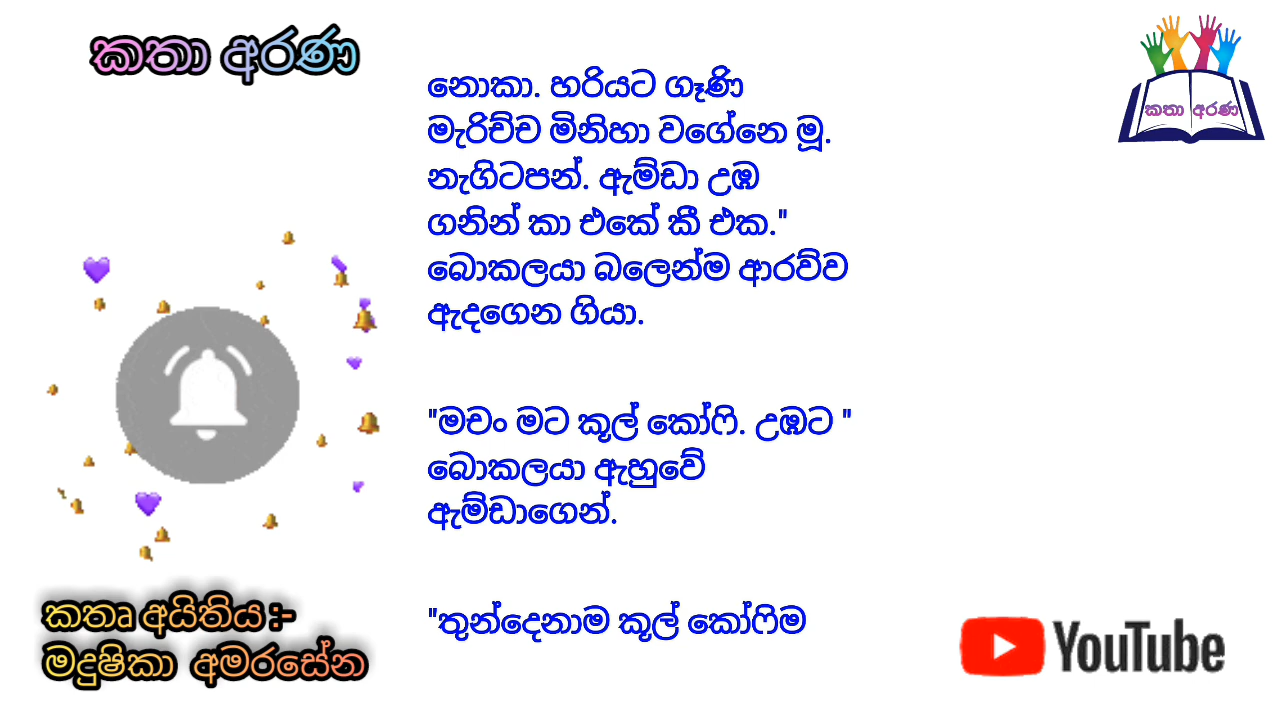 කතා අරණ
නොකා. හරියට ගෑණි
මැරිච්ච මිනිහා වගේනෙ මූ.
නැගිටපන්. ඇම්ඩා උඹ
ගනින් කා එකේ කී එක."
බොකලයා බලෙන්ම ආරව්ව
ඇදගෙන ගියා.
"මචං මට කූල් කෝෆි. උඹට "
බොකලයා ඇහුවේ
ඇම්ඩාගෙන්.
"තුන්දෙනාම කූල් කෝෆිම
කතෘ අයිතිය :-
මදුෂිකා අමරසේන
කතා අරණ
YouTube